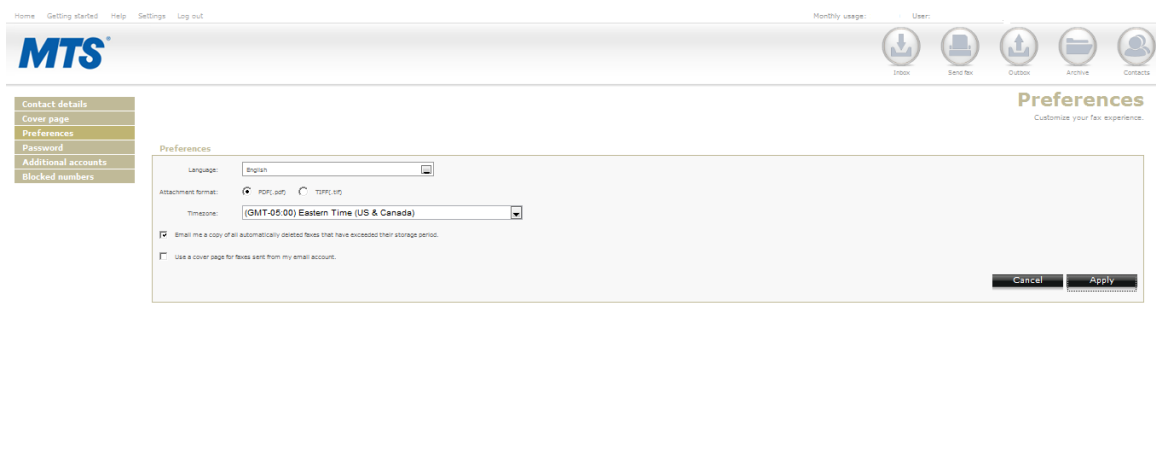 Home Getting started Help Settings Log out Monthly usage: User:
MTS®
Inbox Send fax Outbox Archive Contacts
Preferences
Customize your fax experience.
Contact details
Cover page
Preferences
Password
Additional accounts
Blocked numbers
Preferences
Language: English
Attachment format: PDF(.pdf) TIFF(.tif)
Timezone: (GMT-05:00) Eastern Time (US & Canada)
Email me a copy of all automatically deleted faxes that have exceeded their storage period.
Use a cover page for faxes sent from my email account.
Cancel Apply